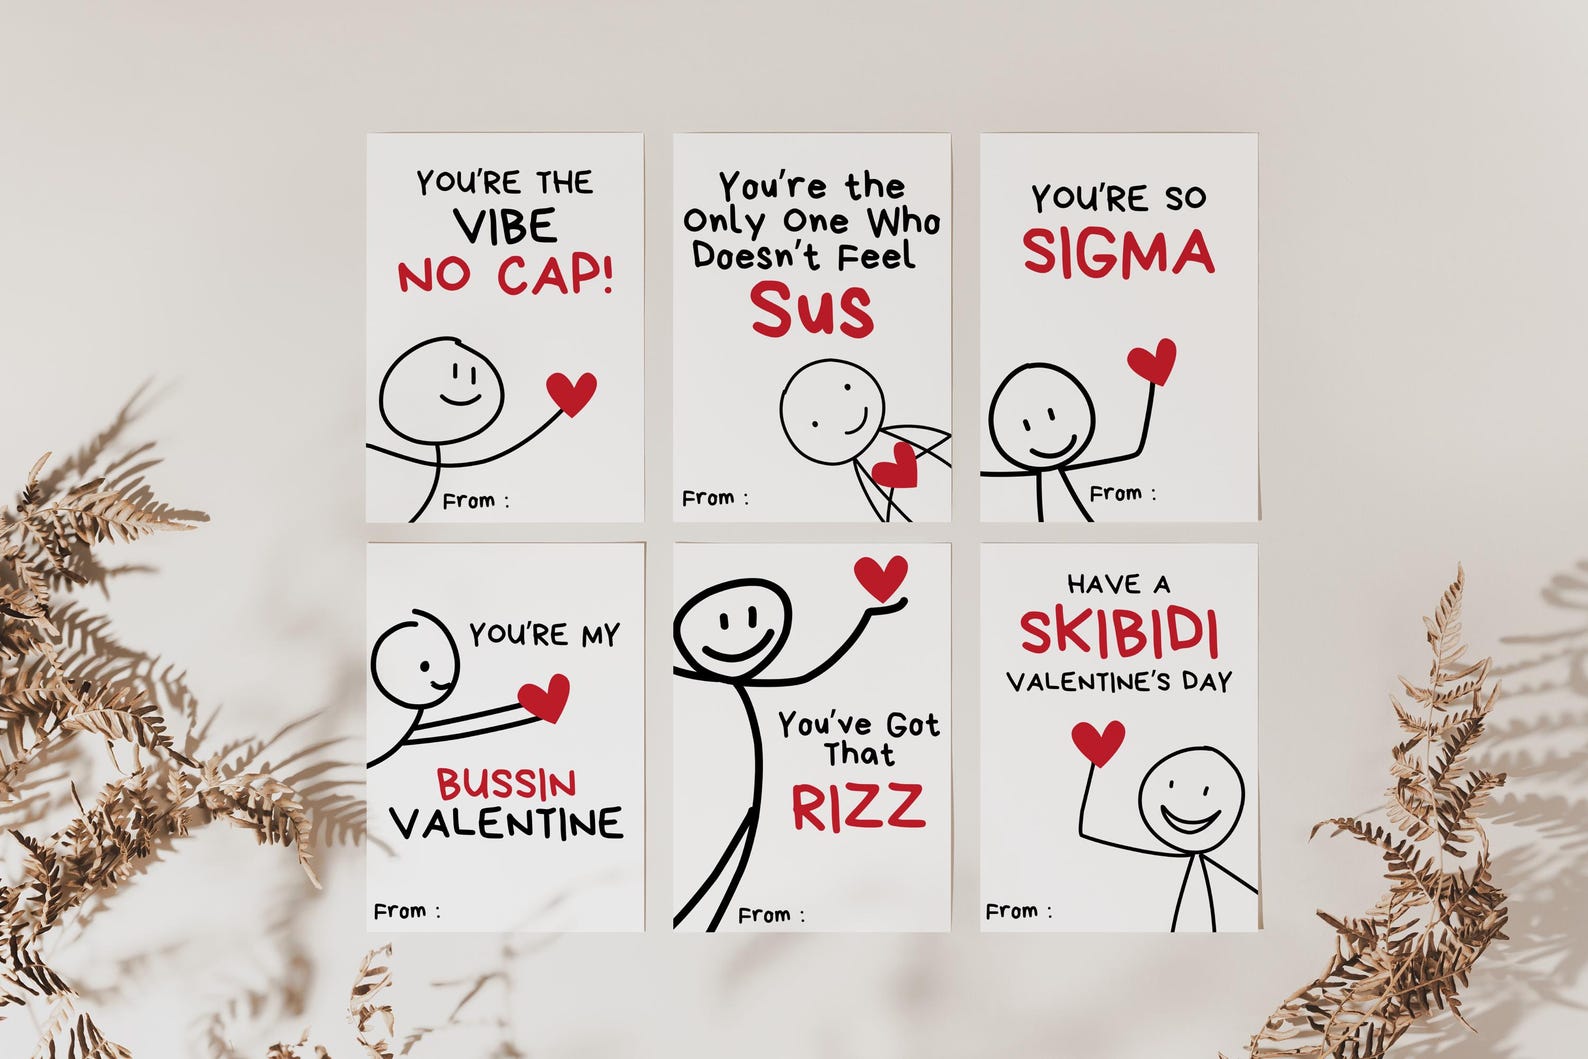 YOU'RE THE
VIBE
NO CAP!
From :
You're the
Only One Who
Doesn't Feel
Sus
From :
YOU'RE SO
SIGMA
From :
YOU'RE MY
BUSSIN
VALENTINE
From :
You've Got
That
RIZZ
From :
HAVE A
SKIBIDI
VALENTINE'S DAY
From :